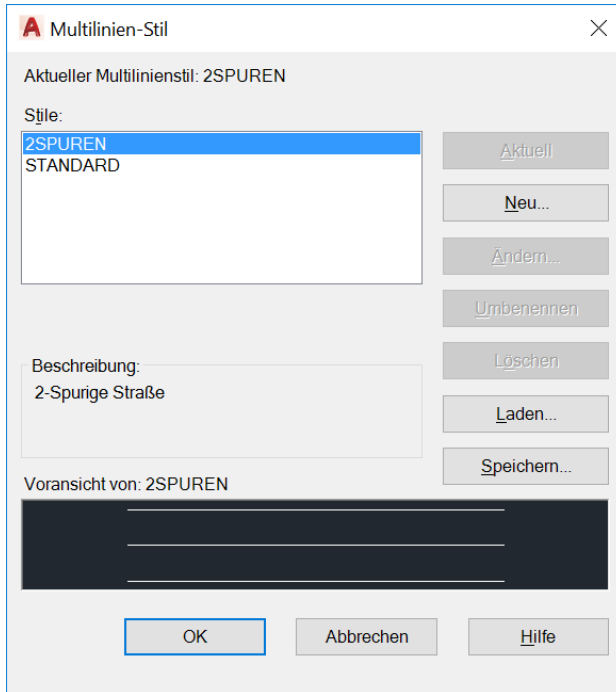 Multilinien-Stil
Aktueller Multilinienstil: 2SPUREN
Stile:
2SPUREN
STANDARD
Aktuell
Neu...
Ändern...
Umbenennen
Löschen
Beschreibung:
2-Spurige Straße
Laden...
Speichern...
Voransicht von: 2SPUREN
OK
Abbrechen
Hilfe